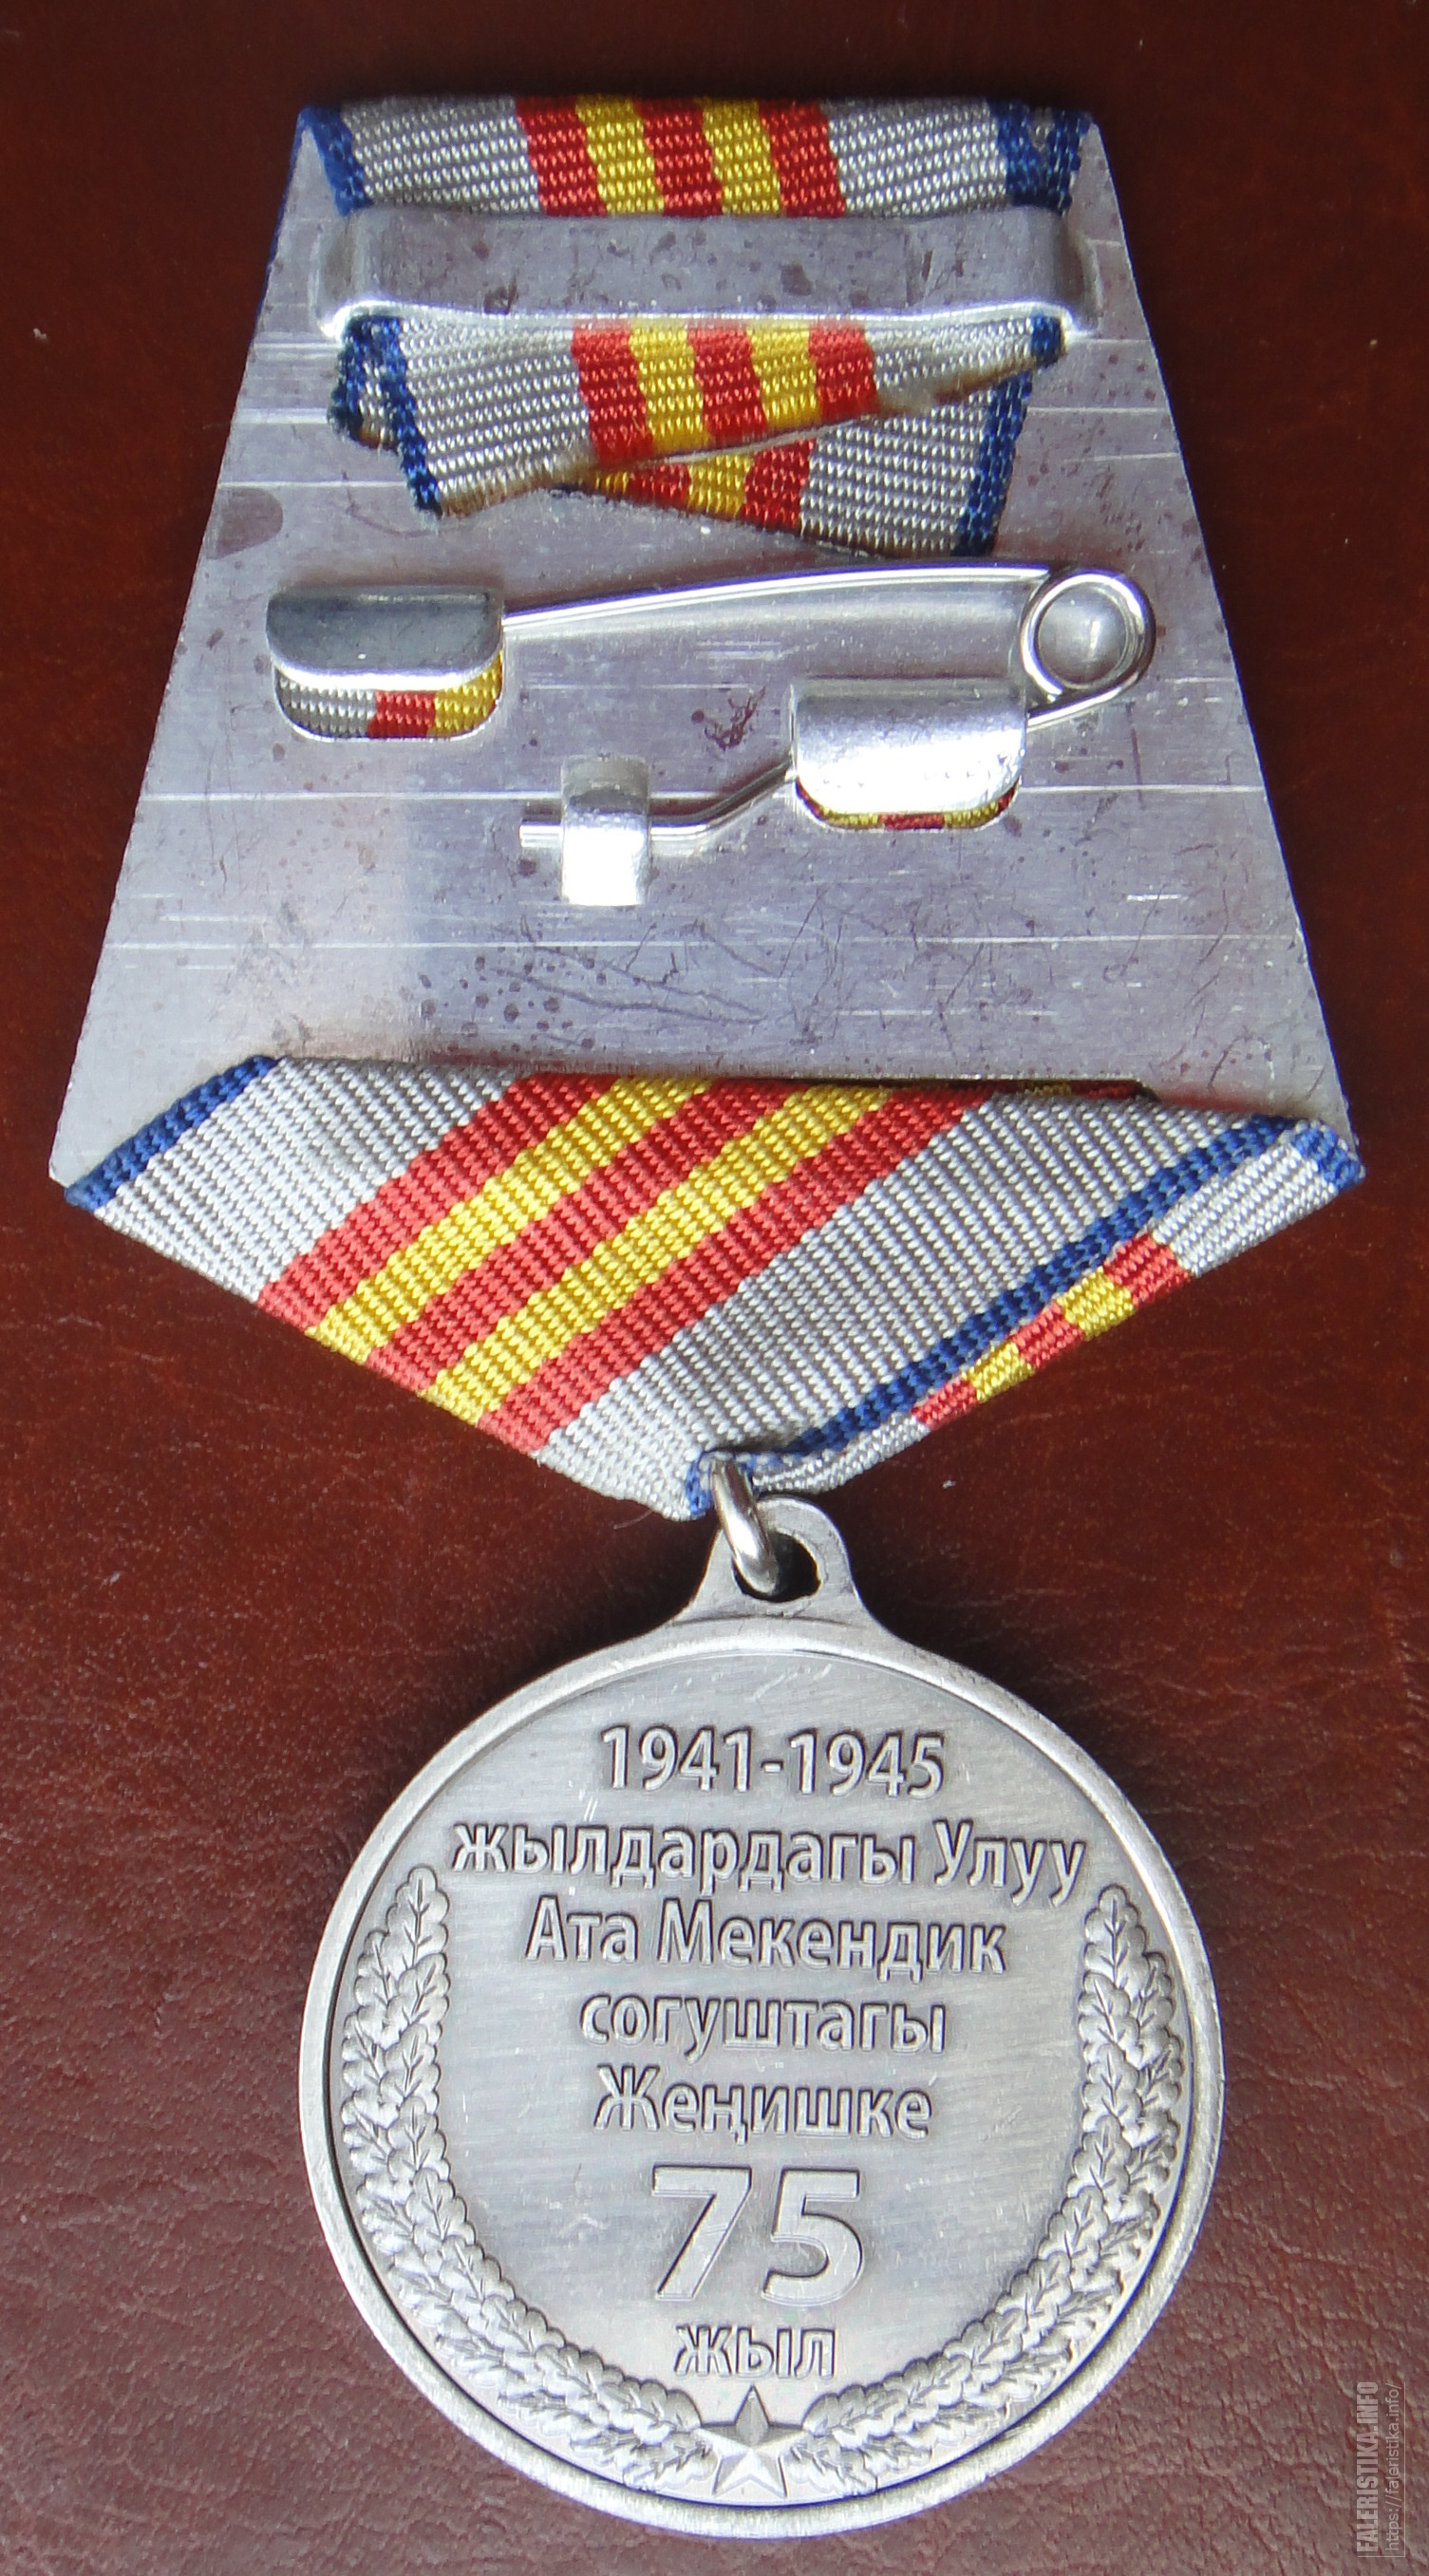 1941-1945
жылдардагы Улуу
Ата Мекендик
согуштагы
Жеңишке
75
жыл
FALERISTIKA.INFO
https://faleristika.info/